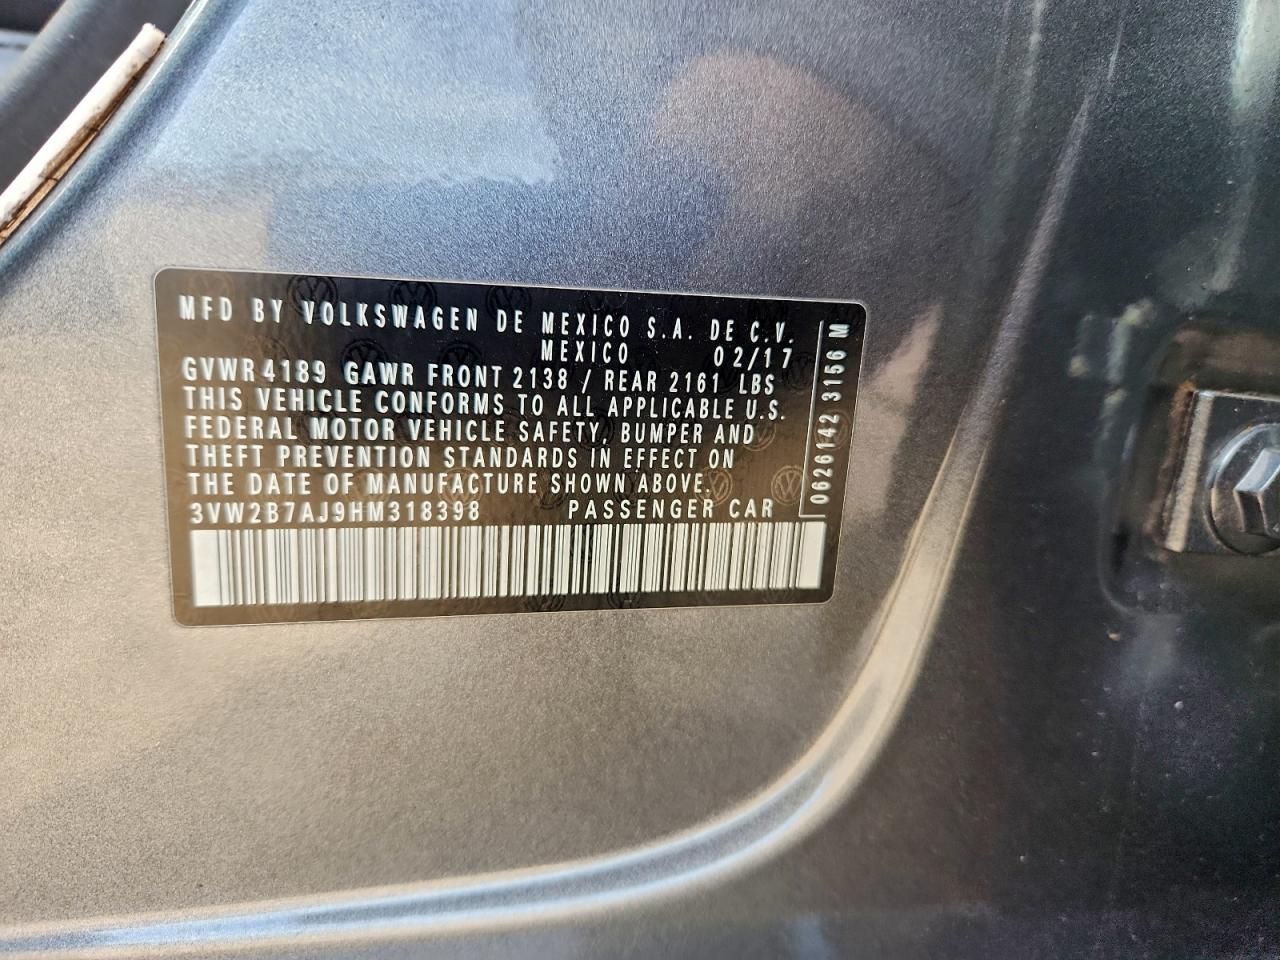 MFD BY VOLKSWAGEN DE MEXICO S.A. DE C.V.
MEXICO 02/17
GVWR 4189 GAWR FRONT 2138 / REAR 2161 LBS
THIS VEHICLE CONFORMS TO ALL APPLICABLE U.S.
FEDERAL MOTOR VEHICLE SAFETY, BUMPER AND
THEFT PREVENTION STANDARDS IN EFFECT ON
THE DATE OF MANUFACTURE SHOWN ABOVE.
3VW2B7AJ9HM318398 PASSENGER CAR
0626142 3156 M